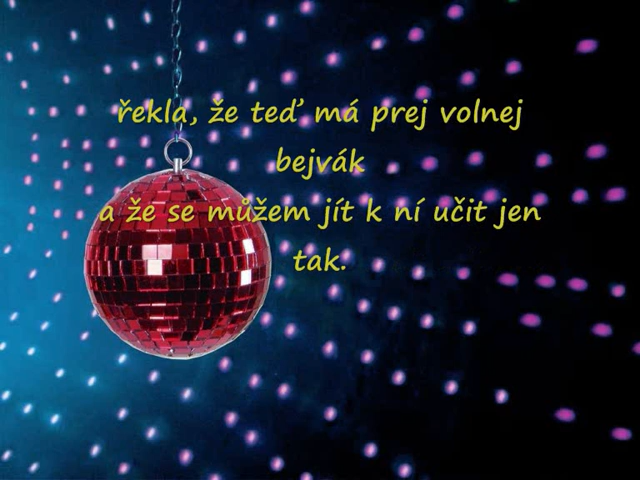 řekla, že teď má prej volnej
bejvák
a že se můžem jít k ní učit jen
tak.